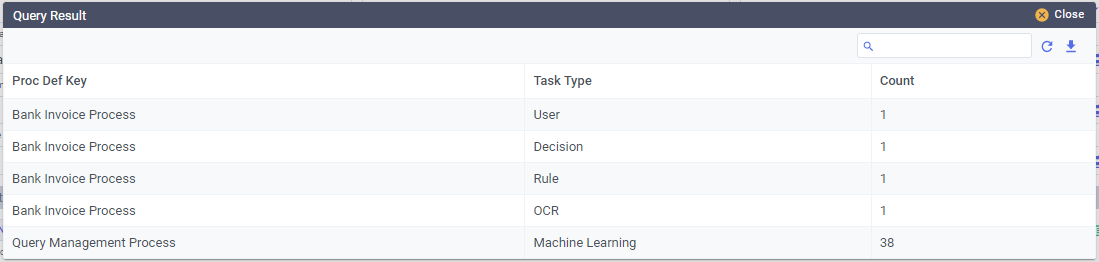 Query Result Close
Proc Def Key Task Type Count
Bank Invoice Process User 1
Bank Invoice Process Decision 1
Bank Invoice Process Rule 1
Bank Invoice Process OCR 1
Query Management Process Machine Learning 38